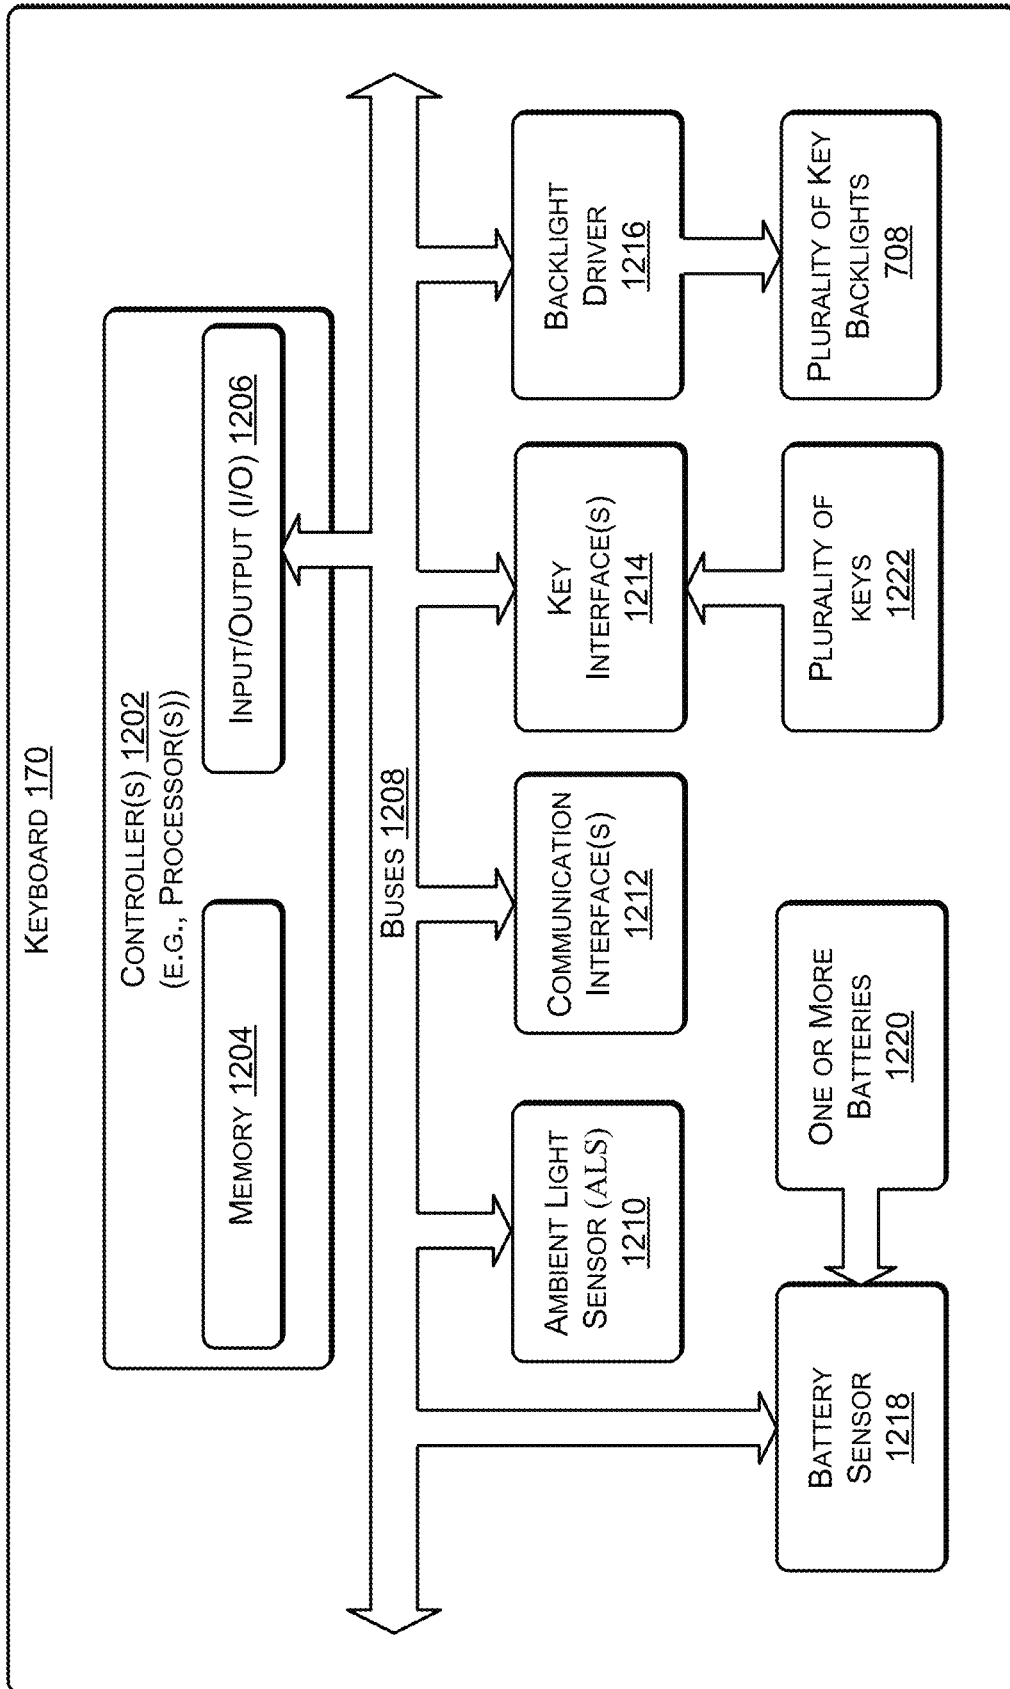 KEYBOARD 170
CONTROLLER(S) 1202
(E.G., PROCESSOR(S))
MEMORY 1204
INPUT/OUTPUT (I/O) 1206
BUSES 1208
AMBIENT LIGHT
SENSOR (ALS)
1210
COMMUNICATION
INTERFACE(S)
1212
KEY
INTERFACE(S)
1214
BACKLIGHT
DRIVER
1216
BATTERY
SENSOR
1218
ONE OR MORE
BATTERIES
1220
PLURALITY OF
KEYS
1222
PLURALITY OF KEY
BACKLIGHTS
708